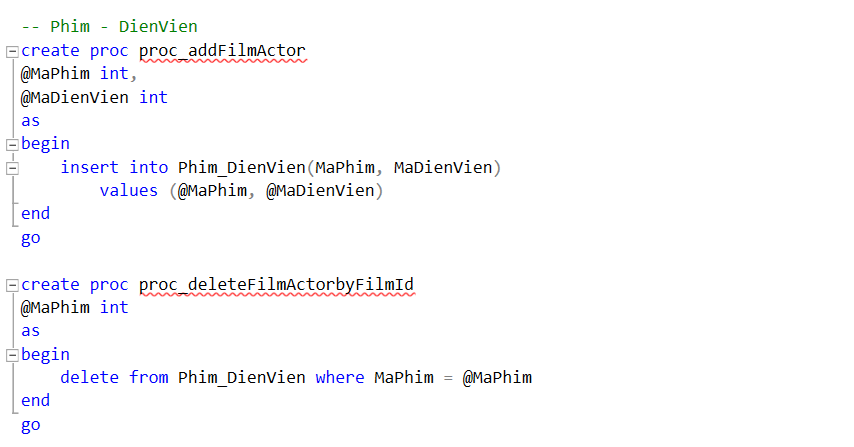 -- Phim - DienVien
create proc proc_addFilmActor
@MaPhim int,
@MaDienVien int
as
begin
    insert into Phim_DienVien(MaPhim, MaDienVien)
        values (@MaPhim, @MaDienVien)
end
go

create proc proc_deleteFilmActorbyFilmId
@MaPhim int
as
begin
    delete from Phim_DienVien where MaPhim = @MaPhim
end
go